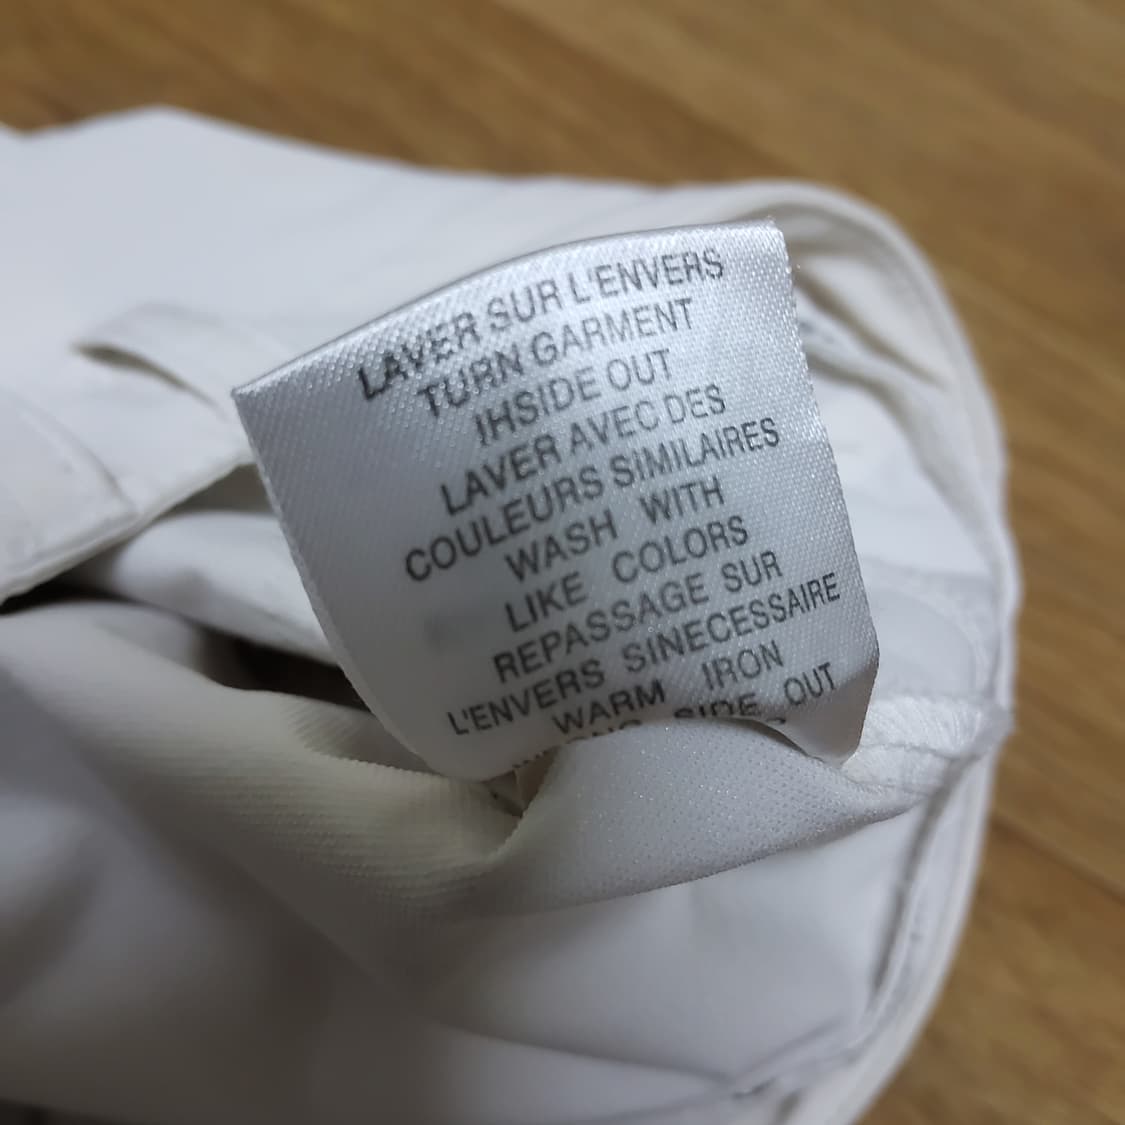 LAVER SUR L'ENVERS
TURN GARMENT
IHSIDE OUT
LAVER AVEC DES
COULEURS SIMILAIRES
WASH WITH
LIKE COLORS
REPASSAGE SUR
L'ENVERS SINECESSAIRE
WARM IRON
SIDE OUT